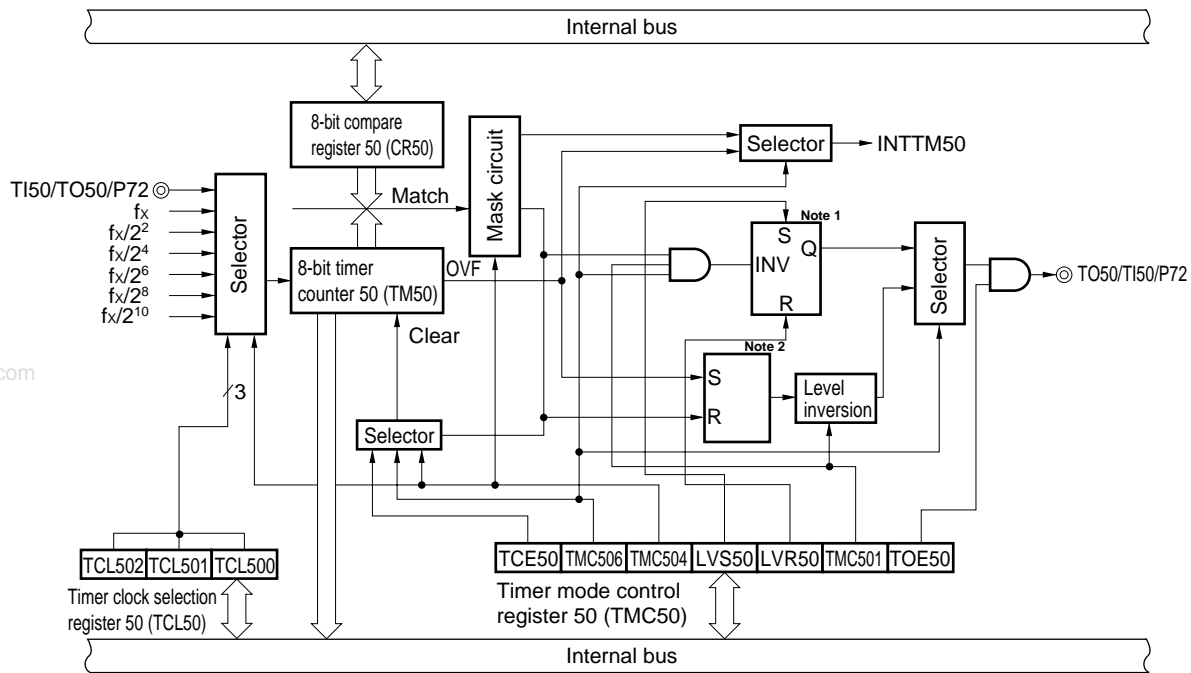 Internal bus
8-bit compare
register 50 (CR50)
Mask circuit
Selector
INTTM50
TI50/TO50/P72
fX
fX/2²
fX/2⁴
fX/2⁶
fX/2⁸
fX/2¹⁰
Selector
Match
8-bit timer
counter 50 (TM50)
OVF
Clear
Note 1
S
Q
INV
R
Selector
TO50/TI50/P72
Note 2
S
R
Level
inversion
com
3
Selector
TCL502 TCL501 TCL500
Timer clock selection
register 50 (TCL50)
TCE50 TMC506 TMC504 LVS50 LVR50 TMC501 TOE50
Timer mode control
register 50 (TMC50)
Internal bus